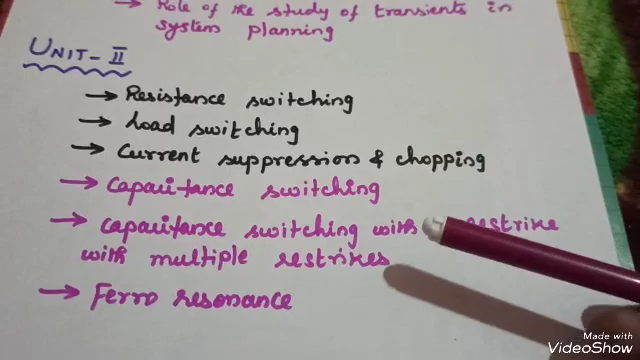 → Role of the study of transients in
system planning
UNIT-II
→ Resistance switching
→ Load switching
→ Current suppression & chopping
→ Capacitance switching
→ Capacitance switching with restrike
with multiple restrikes
→ Ferro resonance
Made with
VideoShow